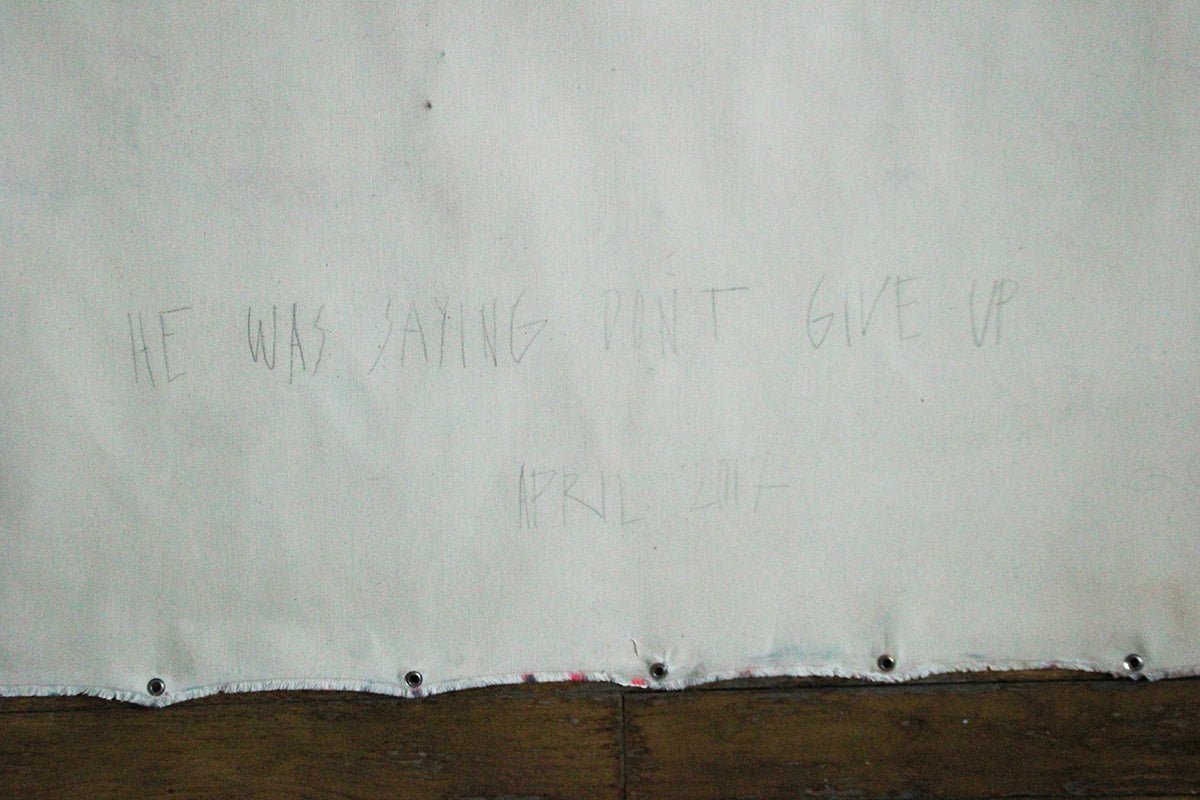 HE WAS SAYING DON'T GIVE UP
APRIL 2017